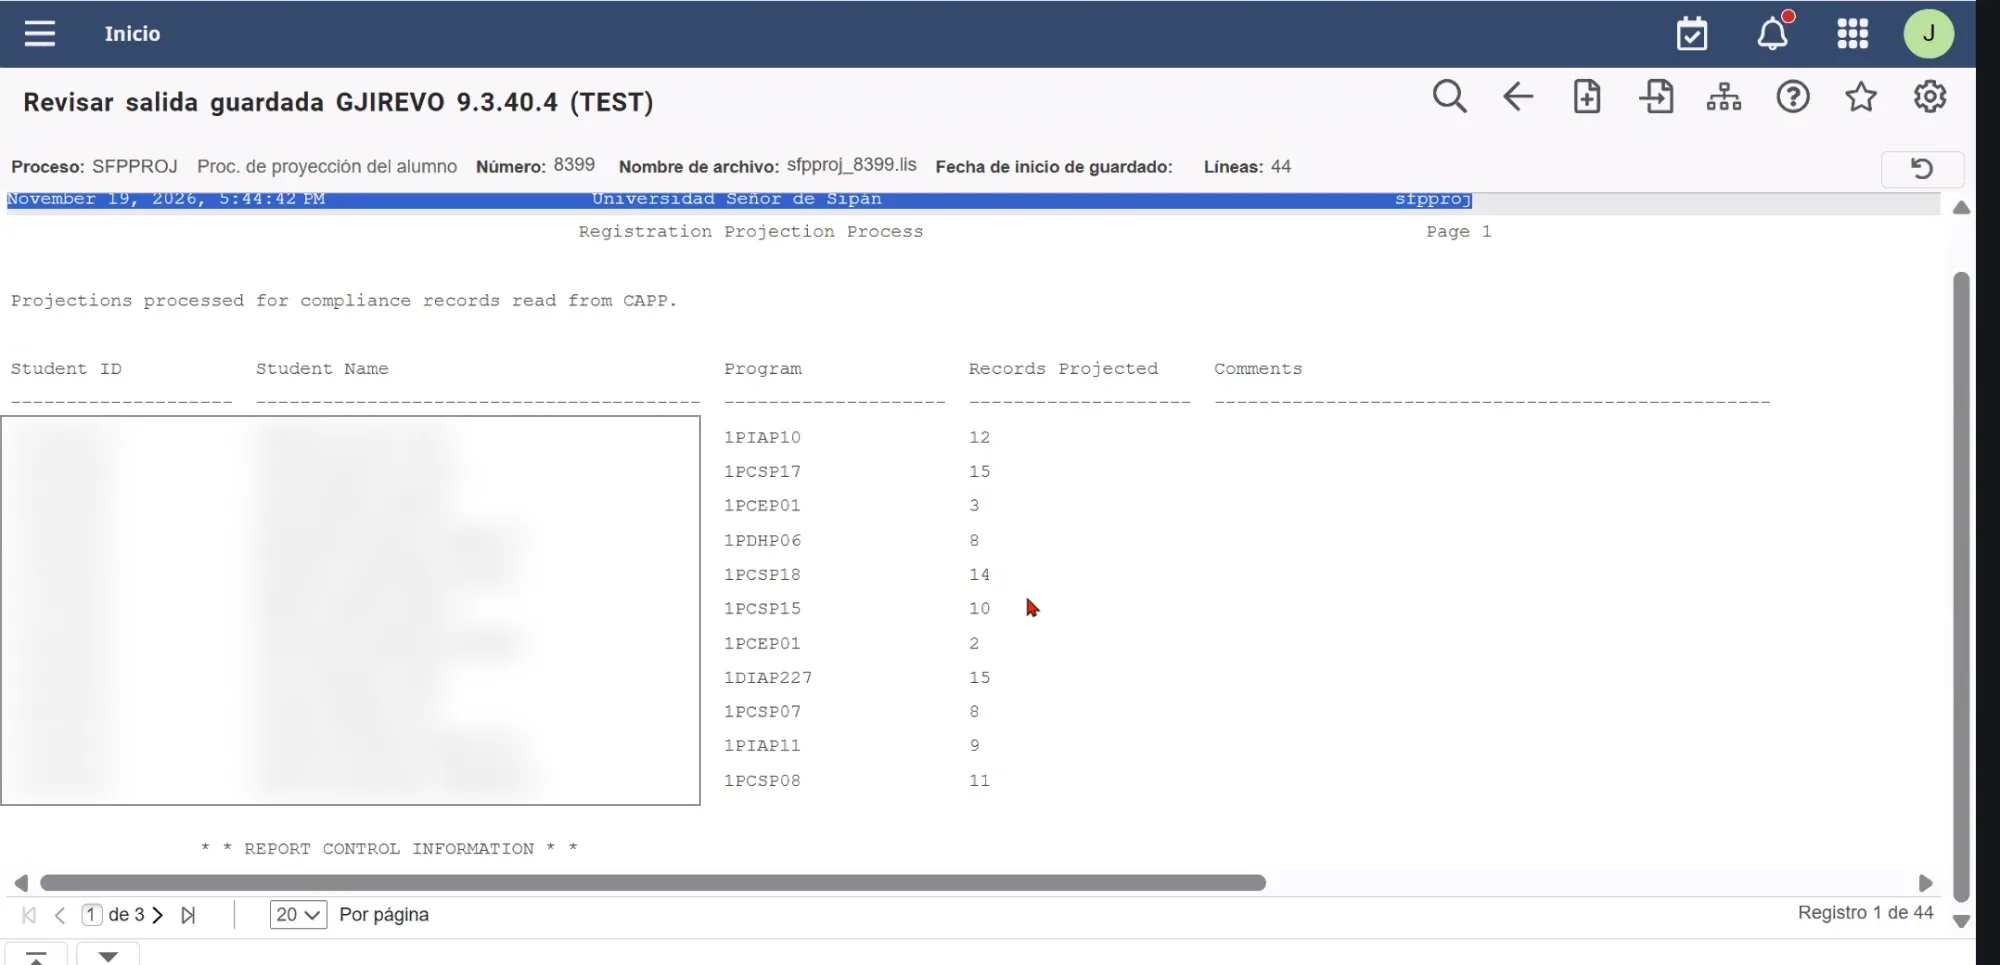 Inicio
J
Revisar salida guardada GJIREVO 9.3.40.4 (TEST)
Proceso: SFPPROJ Proc. de proyección del alumno Número: 8399 Nombre de archivo: sfpproj_8399.lis Fecha de inicio de guardado: Líneas: 44
November 19, 2026, 5:44:42 PM Universidad Señor de Sipán sfpproj
Registration Projection Process Page 1
Projections processed for compliance records read from CAPP.
Student ID Student Name Program Records Projected Comments
1PIAP10 12
1PCSP17 15
1PCEP01 3
1PDHP06 8
1PCSP18 14
1PCSP15 10
1PCEP01 2
1DIAP227 15
1PCSP07 8
1PIAP11 9
1PCSP08 11
* * REPORT CONTROL INFORMATION * *
1 de 3 20 Por página Registro 1 de 44